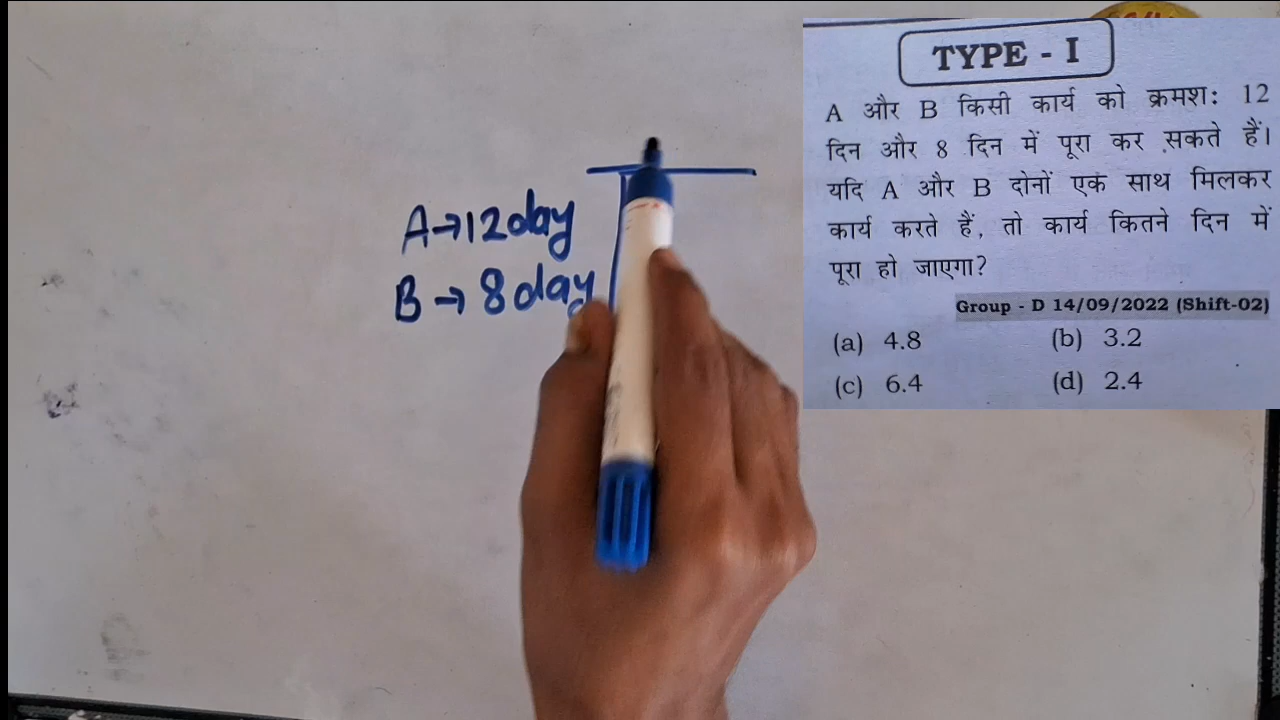 TYPE - I
A और B किसी कार्य को क्रमशः 12
दिन और 8 दिन में पूरा कर सकते हैं।
यदि A और B दोनों एक साथ मिलकर
कार्य करते हैं, तो कार्य कितने दिन में
पूरा हो जाएगा?
Group - D 14/09/2022 (Shift-02)
(a) 4.8 (b) 3.2
(c) 6.4 (d) 2.4
A→12day
B→8day